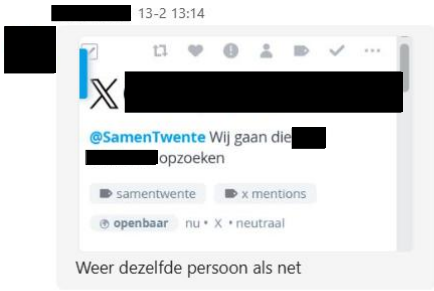 13-2 13:14
X
@SamenTwente Wij gaan die
opzoeken
samentwente x mentions
openbaar nu • X • neutraal
Weer dezelfde persoon als net